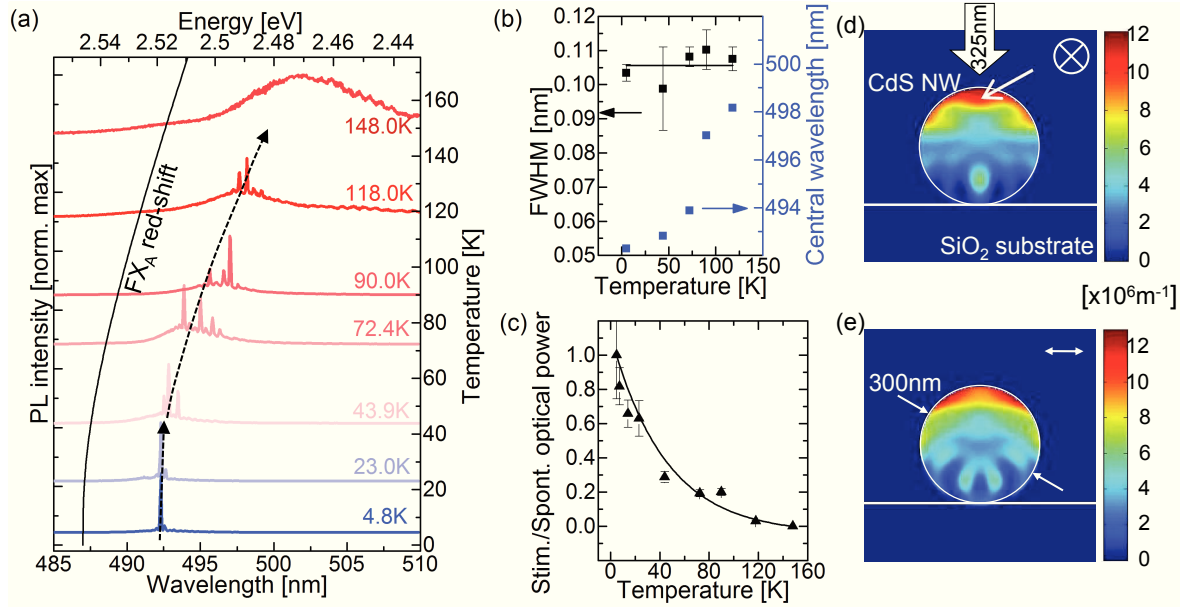 (a)
Energy [eV]
2.54 2.52 2.5 2.48 2.46 2.44
PL intensity [norm. max]
FX_A red-shift
148.0K
118.0K
90.0K
72.4K
43.9K
23.0K
4.8K
160
140
120
100
80
60
40
20
0
Temperature [K]
485 490 495 500 505 510
Wavelength [nm]
(b)
0.12
0.11
0.10
0.09
0.08
0.07
0.06
0.05
FWHM [nm]
500
498
496
494
Central wavelength [nm]
0 50 100 150
Temperature [K]
(c)
1.0
0.8
0.6
0.4
0.2
0.0
Stim./Spont. optical power
0 40 80 120 160
Temperature [K]
(d)
325nm
CdS NW
SiO₂ substrate
12
10
8
6
4
2
0
[x10⁶m⁻¹]
(e)
300nm
12
10
8
6
4
2
0